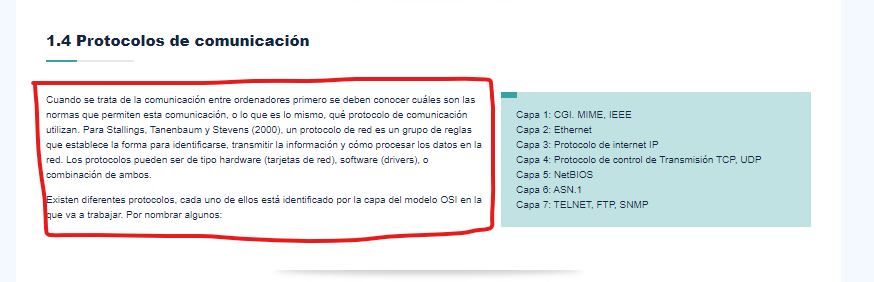 1.4 Protocolos de comunicación
Cuando se trata de la comunicación entre ordenadores primero se deben conocer cuáles son las
normas que permiten esta comunicación, o lo que es lo mismo, qué protocolo de comunicación
utilizan. Para Stallings, Tanenbaum y Stevens (2000), un protocolo de red es un grupo de reglas
que establece la forma para identificarse, transmitir la información y cómo procesar los datos en la
red. Los protocolos pueden ser de tipo hardware (tarjetas de red), software (drivers), o
combinación de ambos.
Existen diferentes protocolos, cada uno de ellos está identificado por la capa del modelo OSI en la
que va a trabajar. Por nombrar algunos:
Capa 1: CGI. MIME, IEEE
Capa 2: Ethernet
Capa 3: Protocolo de internet IP
Capa 4: Protocolo de control de Transmisión TCP, UDP
Capa 5: NetBIOS
Capa 6: ASN.1
Capa 7: TELNET, FTP, SNMP